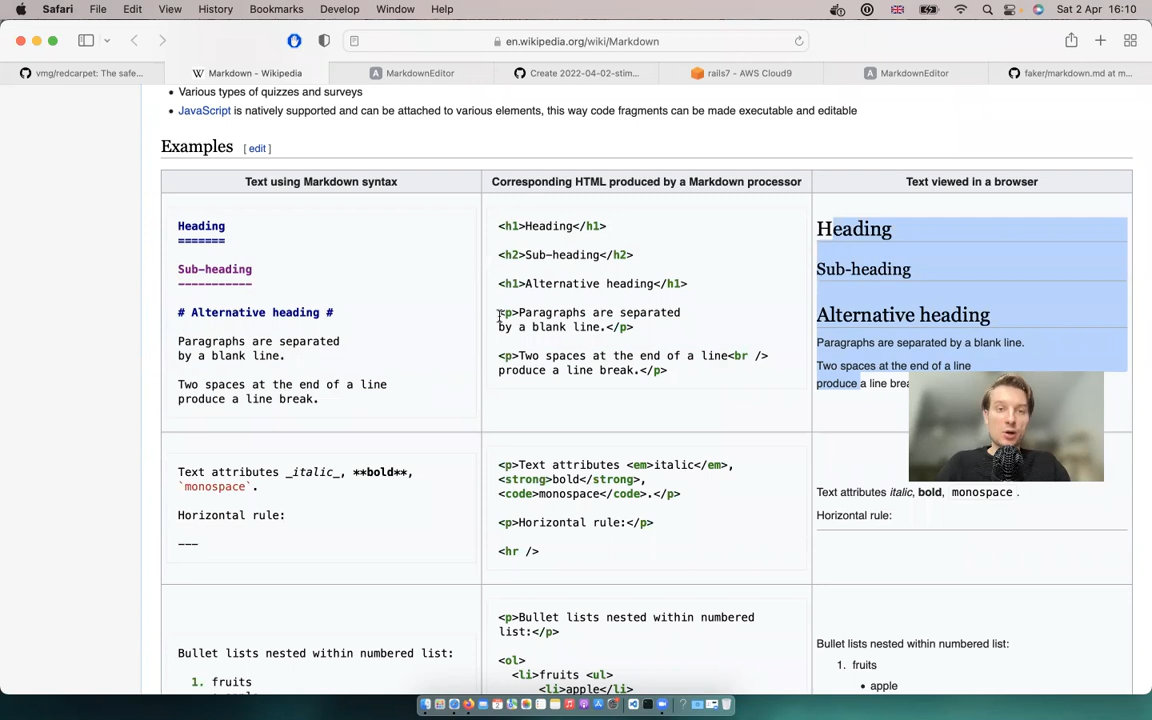 Safari File Edit View History Bookmarks Develop Window Help Sat 2 Apr 16:10
en.wikipedia.org/wiki/Markdown
vmg/redcarpet: The safe... Markdown - Wikipedia MarkdownEditor Create 2022-04-02-stim... rails7 - AWS Cloud9 MarkdownEditor faker/markdown.md at m...
• Various types of quizzes and surveys
• JavaScript is natively supported and can be attached to various elements, this way code fragments can be made executable and editable
Examples [ edit ]
Text using Markdown syntax
Corresponding HTML produced by a Markdown processor
Text viewed in a browser
Heading
=======
Sub-heading
-----------
# Alternative heading #
Paragraphs are separated
by a blank line.
Two spaces at the end of a line
produce a line break.
<h1>Heading</h1>
<h2>Sub-heading</h2>
<h1>Alternative heading</h1>
<p>Paragraphs are separated
by a blank line.</p>
<p>Two spaces at the end of a line<br />
produce a line break.</p>
Heading
Sub-heading
Alternative heading
Paragraphs are separated by a blank line.
Two spaces at the end of a line
produce a line brea
Text attributes _italic_, **bold**,
`monospace`.
Horizontal rule:
---
<p>Text attributes <em>italic</em>,
<strong>bold</strong>,
<code>monospace</code>.</p>
<p>Horizontal rule:</p>
<hr />
Text attributes italic, bold, monospace .
Horizontal rule:
Bullet lists nested within numbered list:
1. fruits
<p>Bullet lists nested within numbered
list:</p>
<ol>
<li>fruits <ul>
<li>apple</li>
Bullet lists nested within numbered list:
1. fruits
• apple